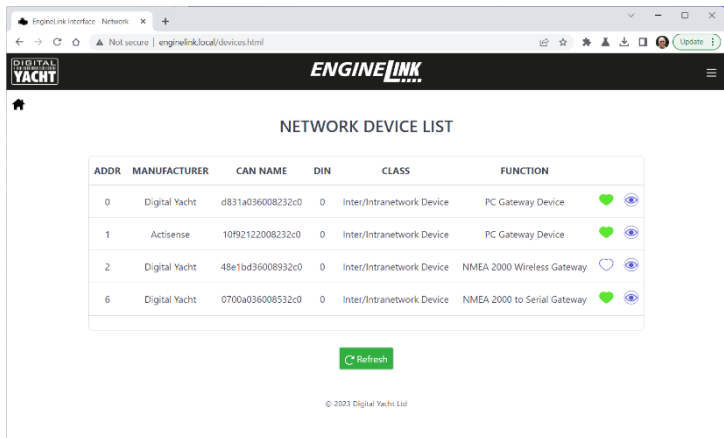 EngineLink Interface - Network
Not secure | enginelink.local/devices.html
Update
DIGITAL
YACHT
ENGINELINK
NETWORK DEVICE LIST
ADDR MANUFACTURER CAN NAME DIN CLASS FUNCTION
0 Digital Yacht d831a036008232c0 0 Inter/Intranetwork Device PC Gateway Device
1 Actisense 10f92122008232c0 0 Inter/Intranetwork Device PC Gateway Device
2 Digital Yacht 48e1bd36008932c0 0 Inter/Intranetwork Device NMEA 2000 Wireless Gateway
6 Digital Yacht 0700a036008532c0 0 Inter/Intranetwork Device NMEA 2000 to Serial Gateway
Refresh
© 2023 Digital Yacht Ltd